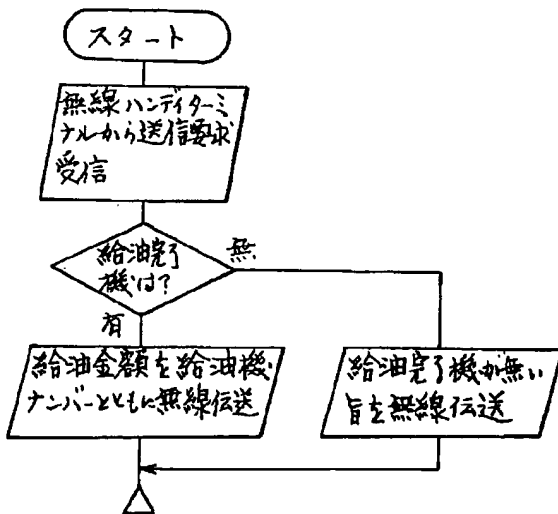 スタート
無線ハンディターミ
ナルから送信要求
受信
給油完了
機は?
無
有
給油金額を給油機
ナンバーとともに無線伝送
給油完了機が無い
旨を無線伝送